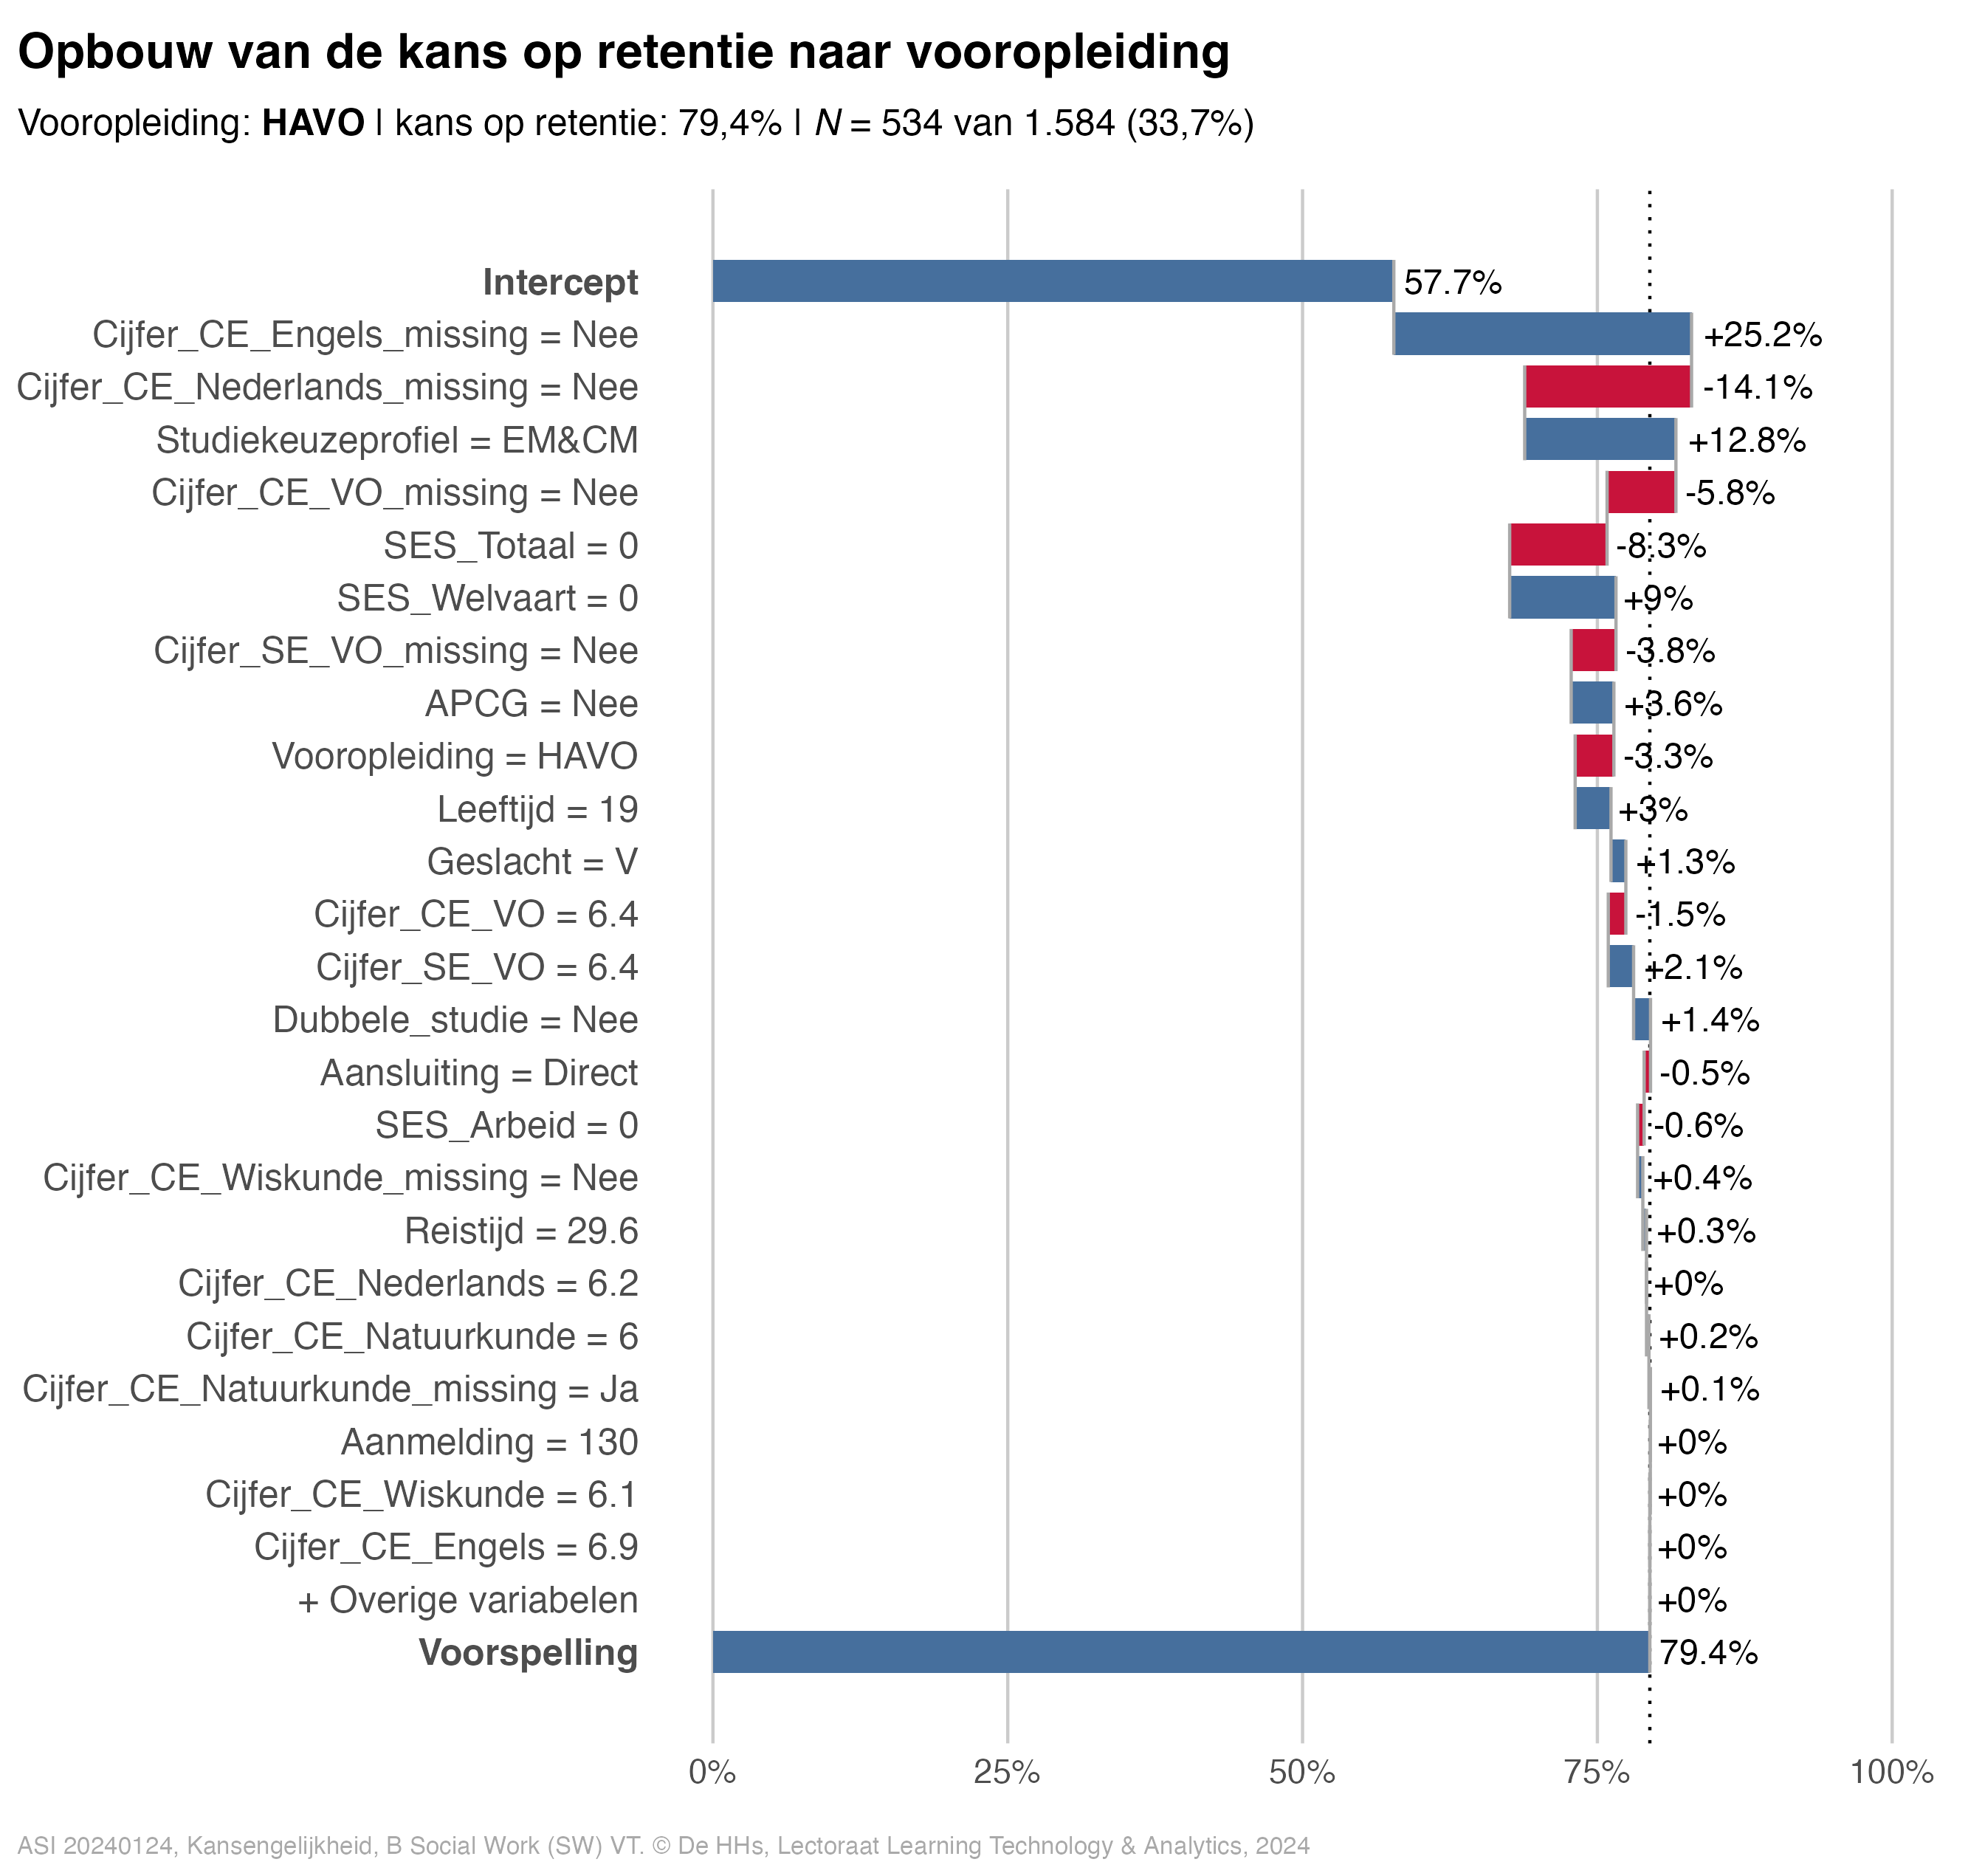 Opbouw van de kans op retentie naar vooropleiding
Vooropleiding: HAVO | kans op retentie: 79,4% | N = 534 van 1.584 (33,7%)
Intercept 57.7%
Cijfer_CE_Engels_missing = Nee +25.2%
Cijfer_CE_Nederlands_missing = Nee -14.1%
Studiekeuzeprofiel = EM&CM +12.8%
Cijfer_CE_VO_missing = Nee -5.8%
SES_Totaal = 0 -8.3%
SES_Welvaart = 0 +9%
Cijfer_SE_VO_missing = Nee -3.8%
APCG = Nee +3.6%
Vooropleiding = HAVO -3.3%
Leeftijd = 19 +3%
Geslacht = V +1.3%
Cijfer_CE_VO = 6.4 -1.5%
Cijfer_SE_VO = 6.4 +2.1%
Dubbele_studie = Nee +1.4%
Aansluiting = Direct -0.5%
SES_Arbeid = 0 -0.6%
Cijfer_CE_Wiskunde_missing = Nee +0.4%
Reistijd = 29.6 +0.3%
Cijfer_CE_Nederlands = 6.2 +0%
Cijfer_CE_Natuurkunde = 6 +0.2%
Cijfer_CE_Natuurkunde_missing = Ja +0.1%
Aanmelding = 130 +0%
Cijfer_CE_Wiskunde = 6.1 +0%
Cijfer_CE_Engels = 6.9 +0%
+ Overige variabelen +0%
Voorspelling 79.4%
0% 25% 50% 75% 100%
ASI 20240124, Kansengelijkheid, B Social Work (SW) VT. © De HHs, Lectoraat Learning Technology & Analytics, 2024